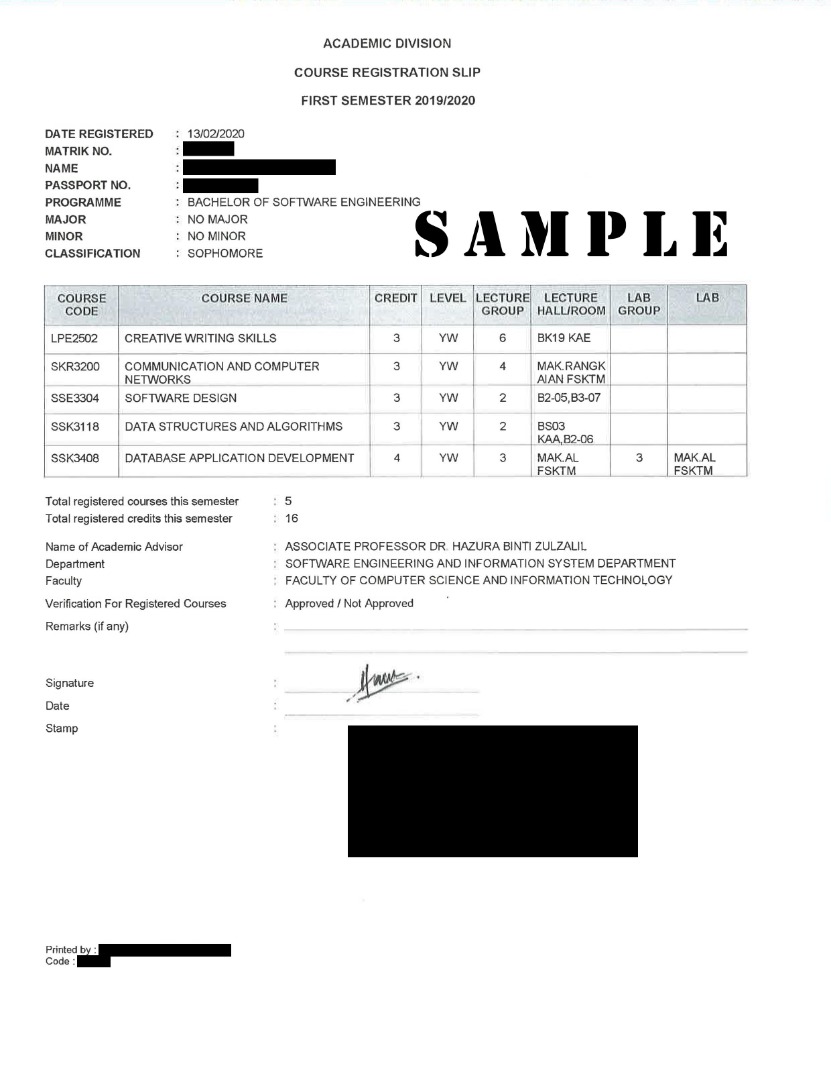 ACADEMIC DIVISION
COURSE REGISTRATION SLIP
FIRST SEMESTER 2019/2020
DATE REGISTERED : 13/02/2020
MATRIK NO. :
NAME :
PASSPORT NO. :
PROGRAMME : BACHELOR OF SOFTWARE ENGINEERING
MAJOR : NO MAJOR
MINOR : NO MINOR
CLASSIFICATION : SOPHOMORE
SAMPLE
COURSE CODE COURSE NAME CREDIT LEVEL LECTURE GROUP LECTURE HALL/ROOM LAB GROUP LAB
LPE2502 CREATIVE WRITING SKILLS 3 YW 6 BK19 KAE
SKR3200 COMMUNICATION AND COMPUTER NETWORKS 3 YW 4 MAK.RANGK AIAN FSKTM
SSE3304 SOFTWARE DESIGN 3 YW 2 B2-05,B3-07
SSK3118 DATA STRUCTURES AND ALGORITHMS 3 YW 2 BS03 KAA,B2-06
SSK3408 DATABASE APPLICATION DEVELOPMENT 4 YW 3 MAK.AL FSKTM 3 MAK.AL FSKTM
Total registered courses this semester : 5
Total registered credits this semester : 16
Name of Academic Advisor : ASSOCIATE PROFESSOR DR. HAZURA BINTI ZULZALIL
Department : SOFTWARE ENGINEERING AND INFORMATION SYSTEM DEPARTMENT
Faculty : FACULTY OF COMPUTER SCIENCE AND INFORMATION TECHNOLOGY
Verification For Registered Courses : Approved / Not Approved
Remarks (if any) :
Signature :
Date :
Stamp :
Printed by :
Code :